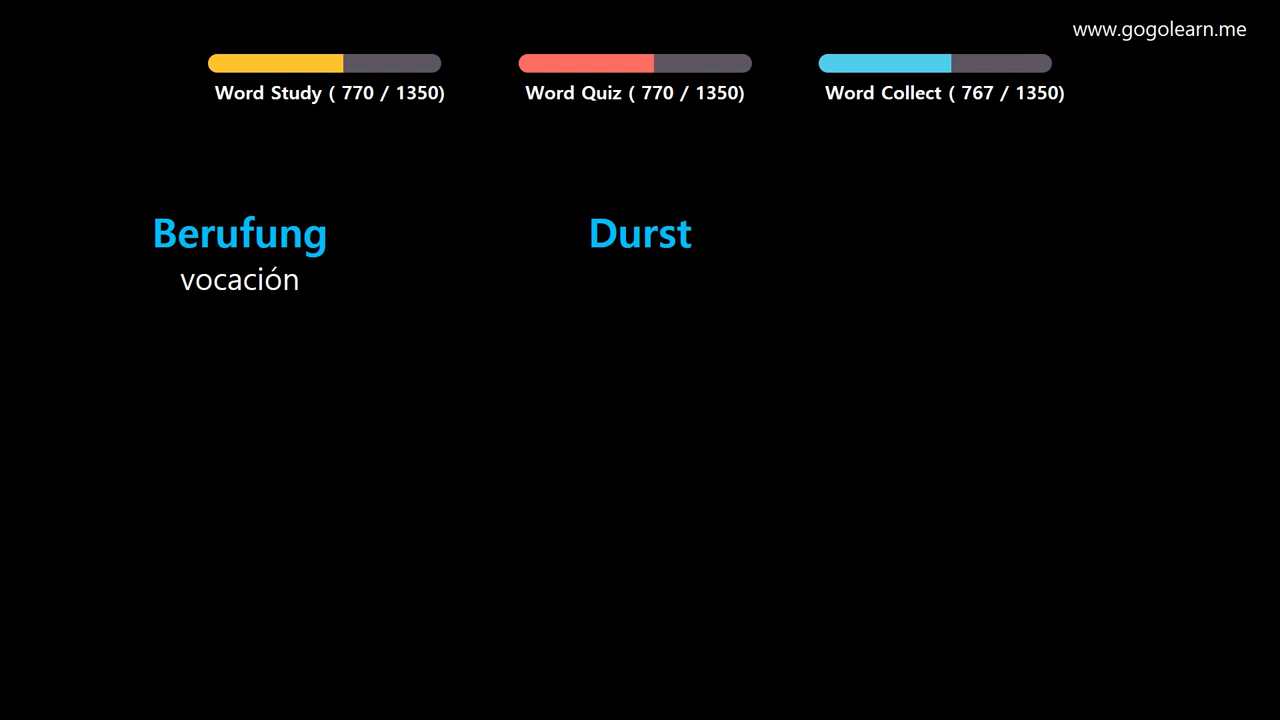 www.gogolearn.me
Word Study ( 770 / 1350)
Word Quiz ( 770 / 1350)
Word Collect ( 767 / 1350)
Berufung
vocación
Durst